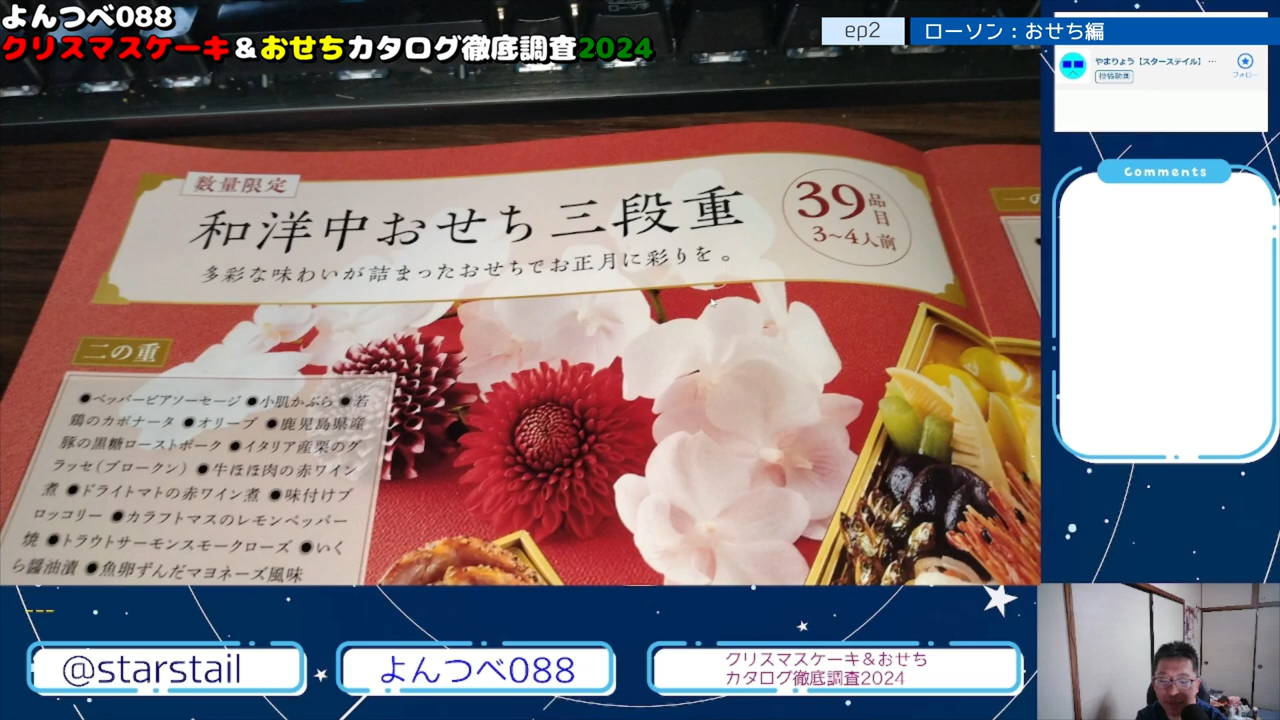 よんつべ088
クリスマスケーキ&おせちカタログ徹底調査2024
ep2
ローソン：おせち編
やまりょう【スターステイル】 …
投稿動画
フォロー
Comments
数量限定
和洋中おせち三段重
多彩な味わいが詰まったおせちでお正月に彩りを。
39品目
3~4人前
二の重
●ペッパービアソーセージ ●小肌かぶら ●若
鶏のカポナータ ●オリーブ ●鹿児島県産
豚の黒糖ローストポーク ●イタリア産栗のグ
ラッセ(ブロークン) ●牛ほほ肉の赤ワイン
煮 ●ドライトマトの赤ワイン煮 ●味付けブ
ロッコリー ●カラフトマスのレモンペッパー
焼 ●トラウトサーモンスモークローズ ●いく
ら醤油漬 ●魚卵ずんだマヨネーズ風味
@starstail
よんつべ088
クリスマスケーキ&おせち
カタログ徹底調査2024